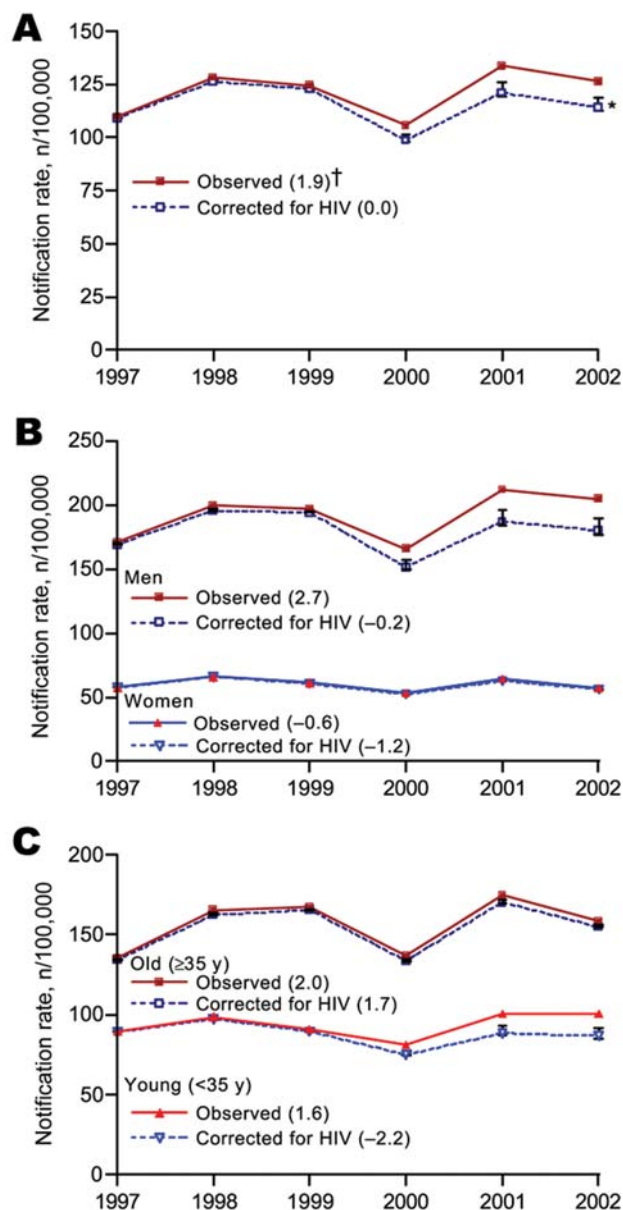 A
Notification rate, n/100,000
150
125
100
75
50
25
0
*
Observed (1.9)†
Corrected for HIV (0.0)
1997 1998 1999 2000 2001 2002
B
Notification rate, n/100,000
250
200
150
100
50
0
Men
Observed (2.7)
Corrected for HIV (−0.2)
Women
Observed (−0.6)
Corrected for HIV (−1.2)
1997 1998 1999 2000 2001 2002
C
Notification rate, n/100,000
200
150
100
50
0
Old (≥35 y)
Observed (2.0)
Corrected for HIV (1.7)
Young (<35 y)
Observed (1.6)
Corrected for HIV (−2.2)
1997 1998 1999 2000 2001 2002